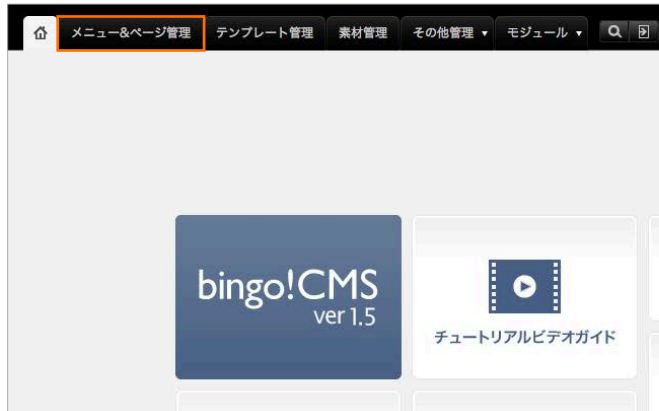 メニュー&ページ管理
テンプレート管理
素材管理
その他管理 ▼
モジュール ▼
bingo!CMS
ver 1.5
チュートリアルビデオガイド